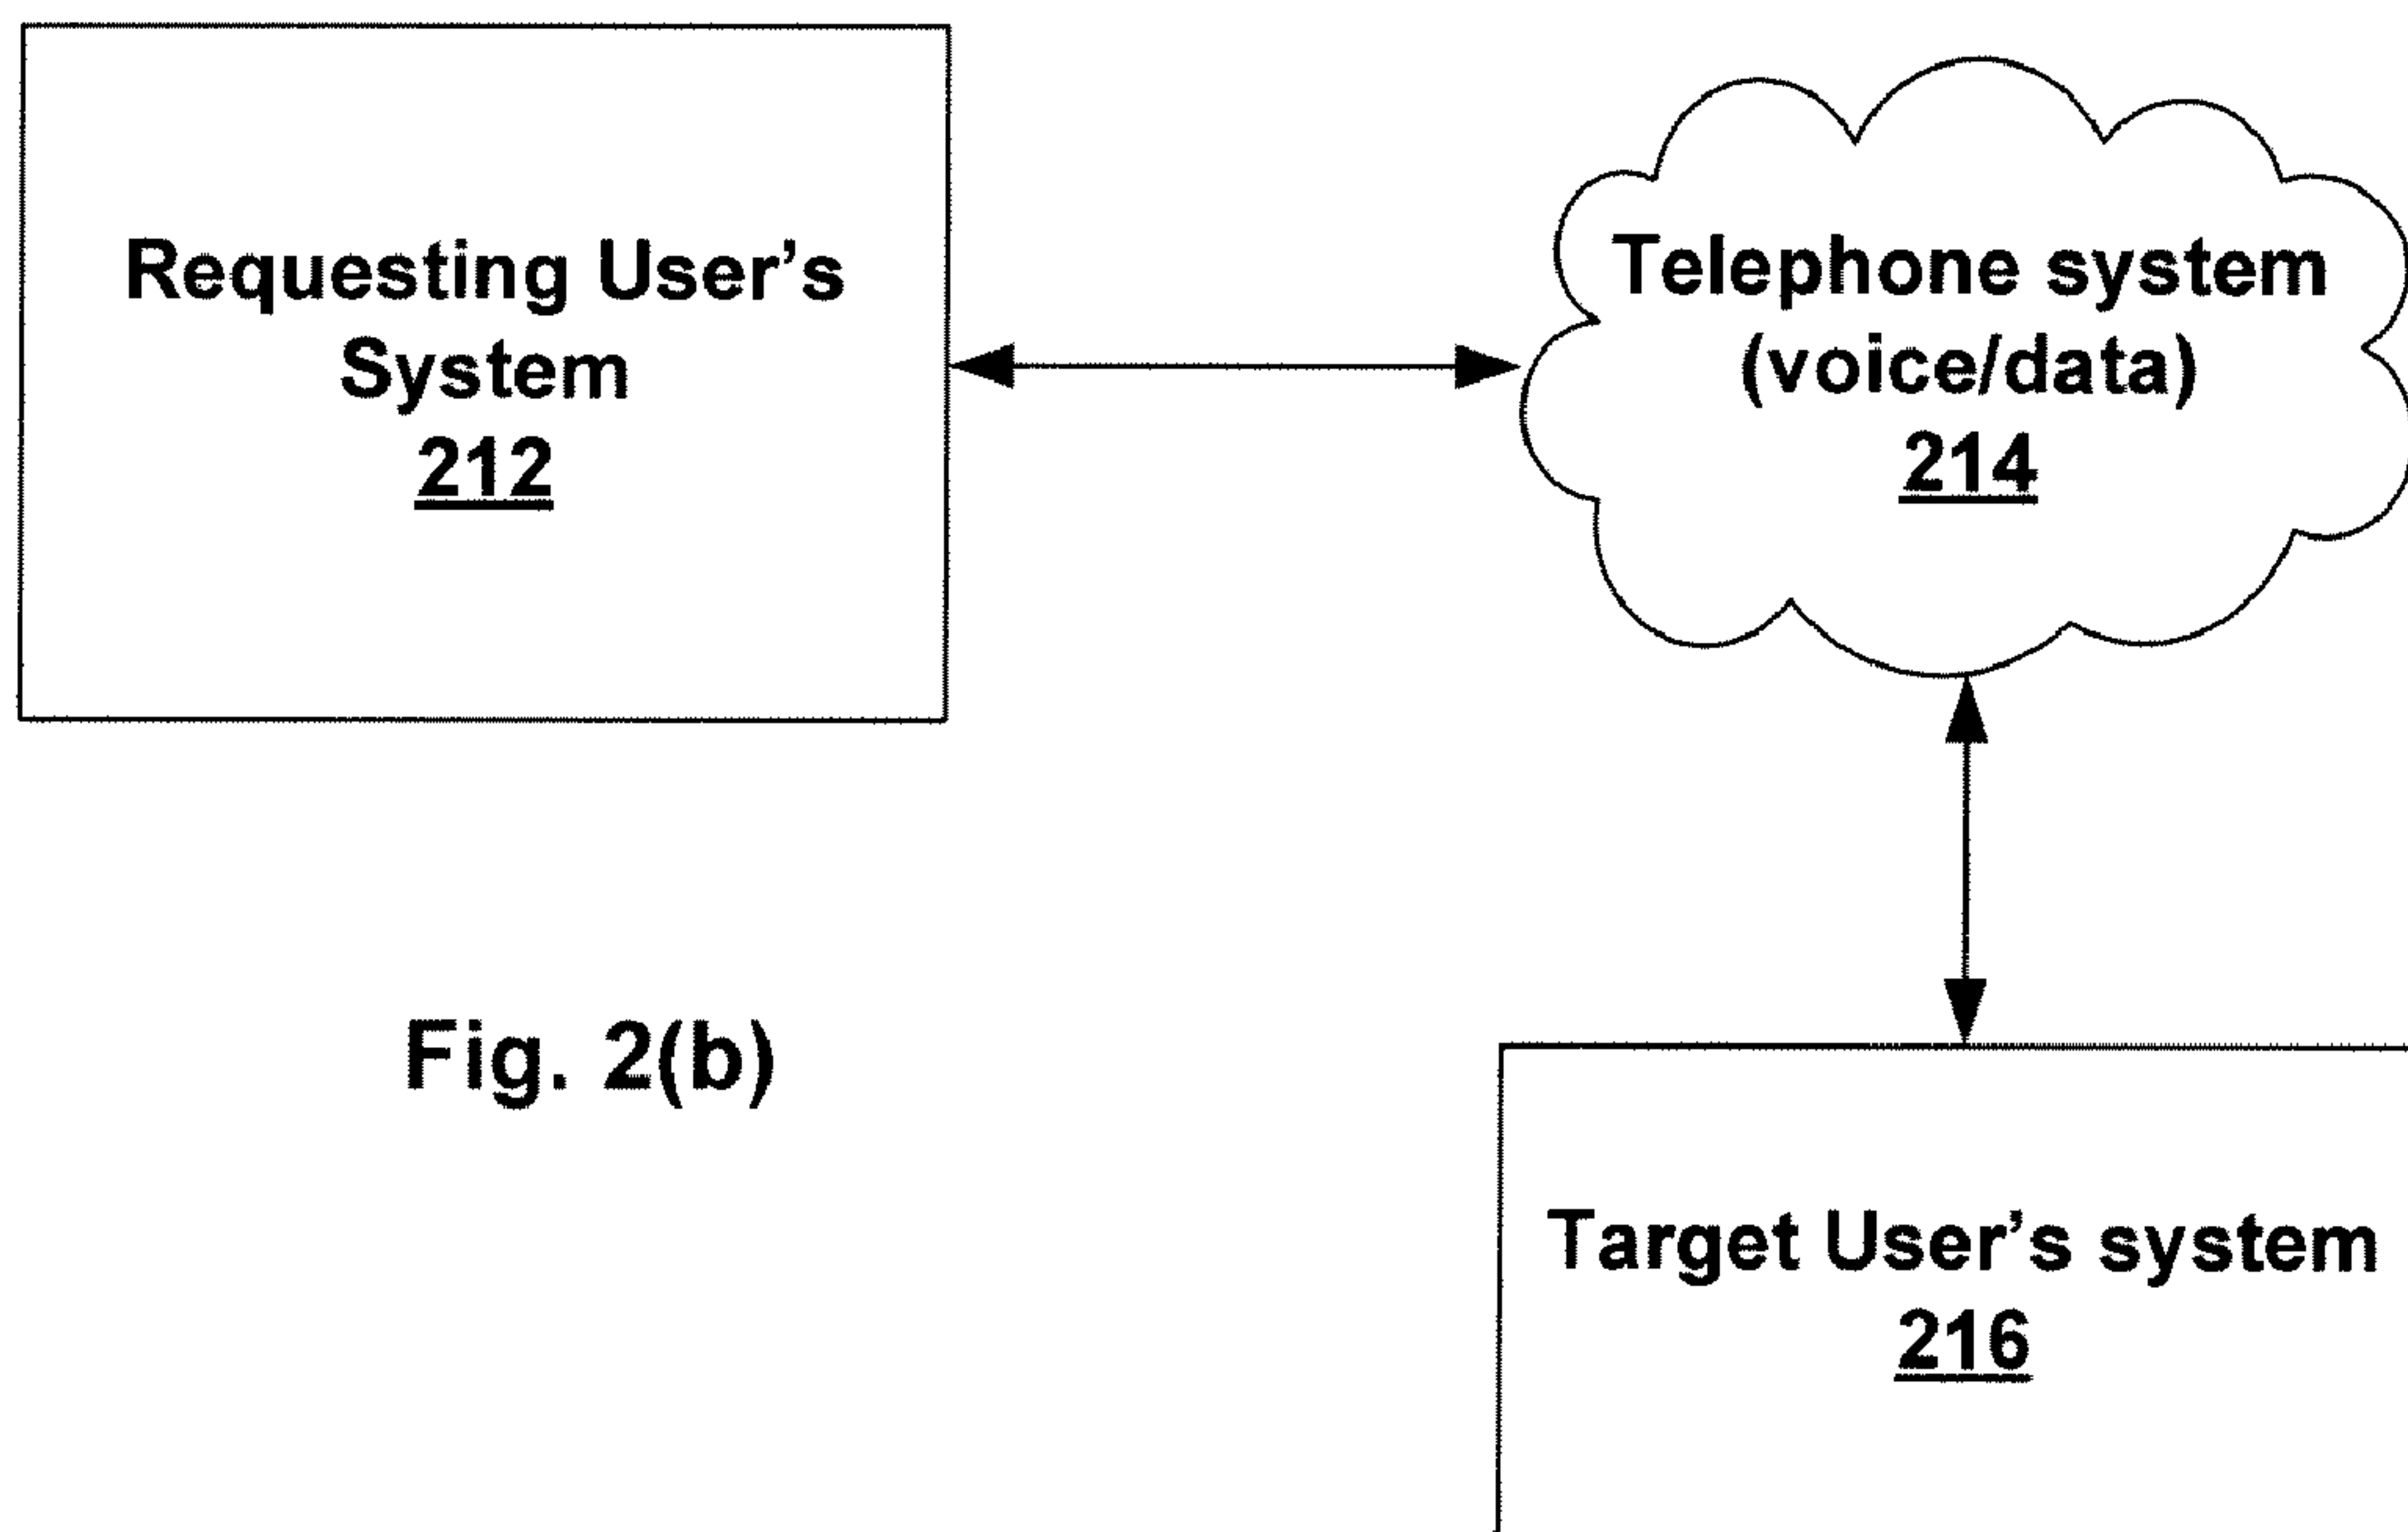 Requesting User's
System
212
Telephone system
(voice/data)
214
Fig. 2(b)
Target User's system
216